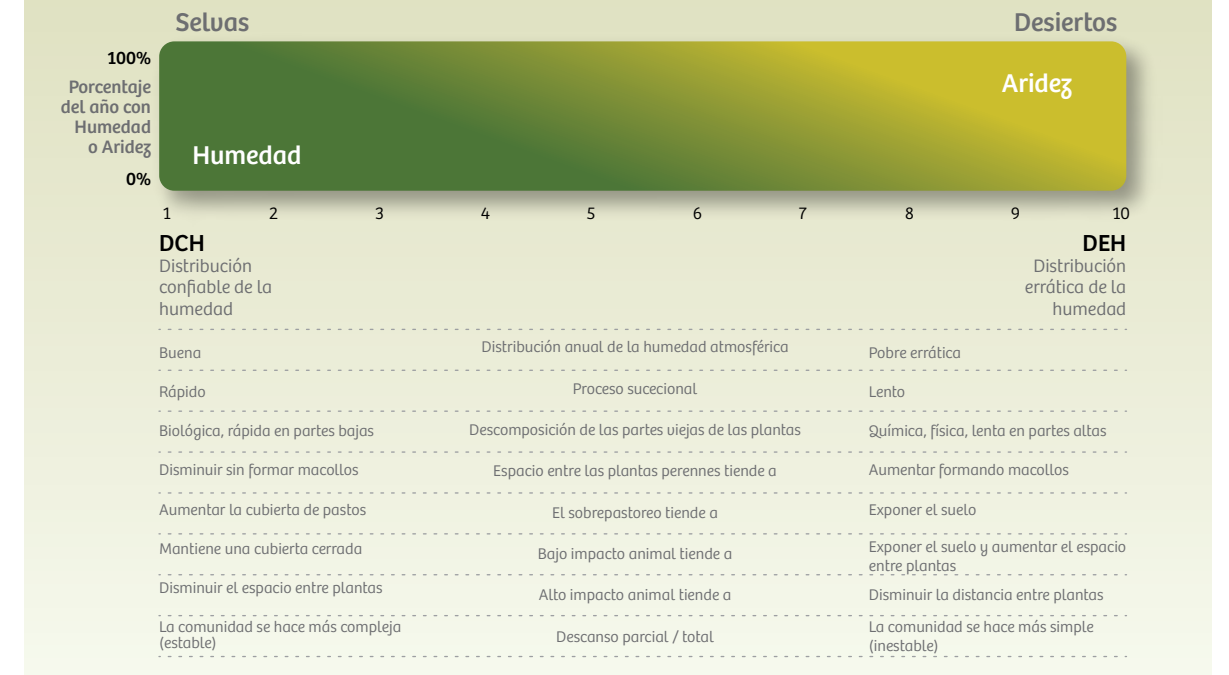 Selvas
Desiertos
100%
Porcentaje
del año con
Humedad
o Aridez
0%
Aridez
Humedad
1 2 3 4 5 6 7 8 9 10
DCH
Distribución
confiable de la
humedad
DEH
Distribución
errática de la
humedad
Buena Distribución anual de la humedad atmosférica Pobre errática
Rápido Proceso sucecional Lento
Biológica, rápida en partes bajas Descomposición de las partes viejas de las plantas Química, física, lenta en partes altas
Disminuir sin formar macollos Espacio entre las plantas perennes tiende a Aumentar formando macollos
Aumentar la cubierta de pastos El sobrepastoreo tiende a Exponer el suelo
Mantiene una cubierta cerrada Bajo impacto animal tiende a Exponer el suelo y aumentar el espacio
entre plantas
Disminuir el espacio entre plantas Alto impacto animal tiende a Disminuir la distancia entre plantas
La comunidad se hace más compleja
(estable)
Descanso parcial / total
La comunidad se hace más simple
(inestable)